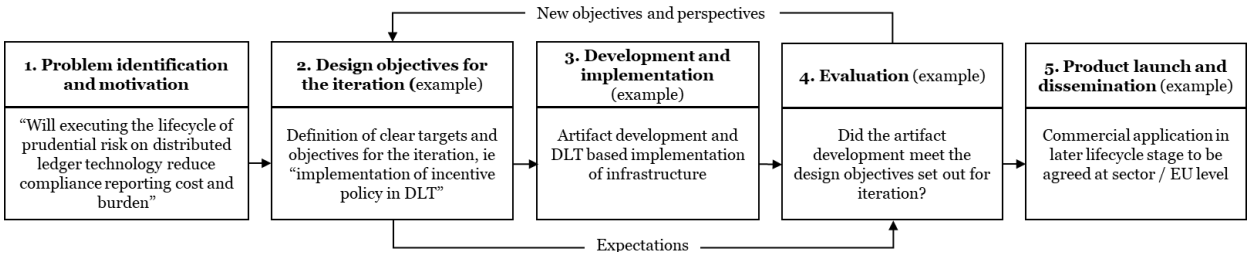 New objectives and perspectives
1. Problem identification
and motivation
“Will executing the lifecycle of
prudential risk on distributed
ledger technology reduce
compliance reporting cost and
burden”
2. Design objectives for
the iteration (example)
Definition of clear targets and
objectives for the iteration, ie
“implementation of incentive
policy in DLT”
3. Development and
implementation
(example)
Artifact development and
DLT based implementation
of infrastructure
4. Evaluation (example)
Did the artifact
development meet the
design objectives set out for
iteration?
5. Product launch and
dissemination (example)
Commercial application in
later lifecycle stage to be
agreed at sector / EU level
Expectations